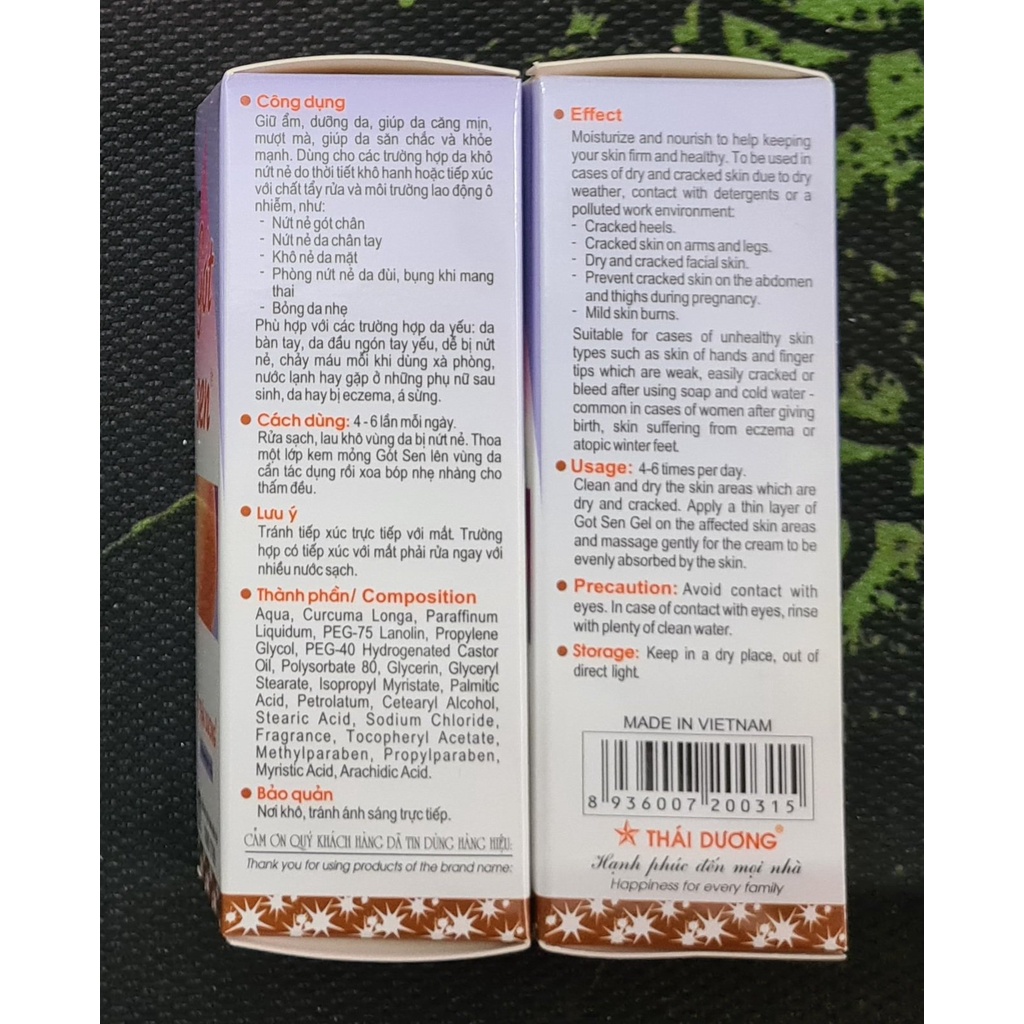 Công dụng
Giữ ẩm, dưỡng da, giúp da căng mịn,
mượt mà, giúp da săn chắc và khỏe
mạnh. Dùng cho các trường hợp da khô
nứt nẻ do thời tiết khô hanh hoặc tiếp xúc
với chất tẩy rửa và môi trường lao động ô
nhiễm, như:
- Nứt nẻ gót chân
- Nứt nẻ da chân tay
- Khô nẻ da mặt
- Phòng nứt nẻ da đùi, bụng khi mang
thai
- Bỏng da nhẹ
Phù hợp với các trường hợp da yếu: da
bàn tay, da đầu ngón tay yếu, dễ bị nứt
nẻ, chảy máu mỗi khi dùng xà phòng,
nước lạnh hay gặp ở những phụ nữ sau
sinh, da hay bị eczema, á sừng.
Cách dùng: 4 - 6 lần mỗi ngày.
Rửa sạch, lau khô vùng da bị nứt nẻ. Thoa
một lớp kem mỏng Gót Sen lên vùng da
cần tác dụng rồi xoa bóp nhẹ nhàng cho
thấm đều.
Lưu ý
Tránh tiếp xúc trực tiếp với mắt. Trường
hợp có tiếp xúc với mắt phải rửa ngay với
nhiều nước sạch.
Thành phần/ Composition
Aqua, Curcuma Longa, Paraffinum
Liquidum, PEG-75 Lanolin, Propylene
Glycol, PEG-40 Hydrogenated Castor
Oil, Polysorbate 80, Glycerin, Glyceryl
Stearate, Isopropyl Myristate, Palmitic
Acid, Petrolatum, Cetearyl Alcohol,
Stearic Acid, Sodium Chloride,
Fragrance, Tocopheryl Acetate,
Methylparaben, Propylparaben,
Myristic Acid, Arachidic Acid.
Bảo quản
Nơi khô, tránh ánh sáng trực tiếp.
CẢM ƠN QUÝ KHÁCH HÀNG ĐÃ TIN DÙNG HÀNG HIỆU:
Thank you for using products of the brand name:
Effect
Moisturize and nourish to help keeping
your skin firm and healthy. To be used in
cases of dry and cracked skin due to dry
weather, contact with detergents or a
polluted work environment:
- Cracked heels.
- Cracked skin on arms and legs.
- Dry and cracked facial skin.
- Prevent cracked skin on the abdomen
and thighs during pregnancy.
- Mild skin burns.
Suitable for cases of unhealthy skin
types such as skin of hands and finger
tips which are weak, easily cracked or
bleed after using soap and cold water -
common in cases of women after giving
birth, skin suffering from eczema or
atopic winter feet.
Usage: 4-6 times per day.
Clean and dry the skin areas which are
dry and cracked. Apply a thin layer of
Got Sen Gel on the affected skin areas
and massage gently for the cream to be
evenly absorbed by the skin.
Precaution: Avoid contact with
eyes. In case of contact with eyes, rinse
with plenty of clean water.
Storage: Keep in a dry place, out of
direct light.
MADE IN VIETNAM
8 936007 200315
THÁI DƯƠNG®
Hạnh phúc đến mọi nhà
Happiness for every family